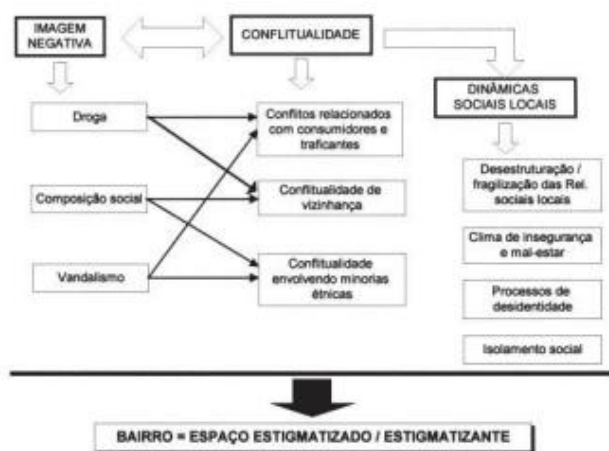 IMAGEM
NEGATIVA
CONFLITUALIDADE
DINÂMICAS
SOCIAIS LOCAIS
Droga
Composição social
Vandalismo
Conflitos relacionados
com consumidores e
traficantes
Conflitualidade de
vizinhança
Conflitualidade
envolvendo minorias
étnicas
Desestruturação /
fragilização das Rel.
sociais locais
Clima de insegurança
e mal-estar
Processos de
desidentidade
Isolamento social
BAIRRO = ESPAÇO ESTIGMATIZADO / ESTIGMATIZANTE